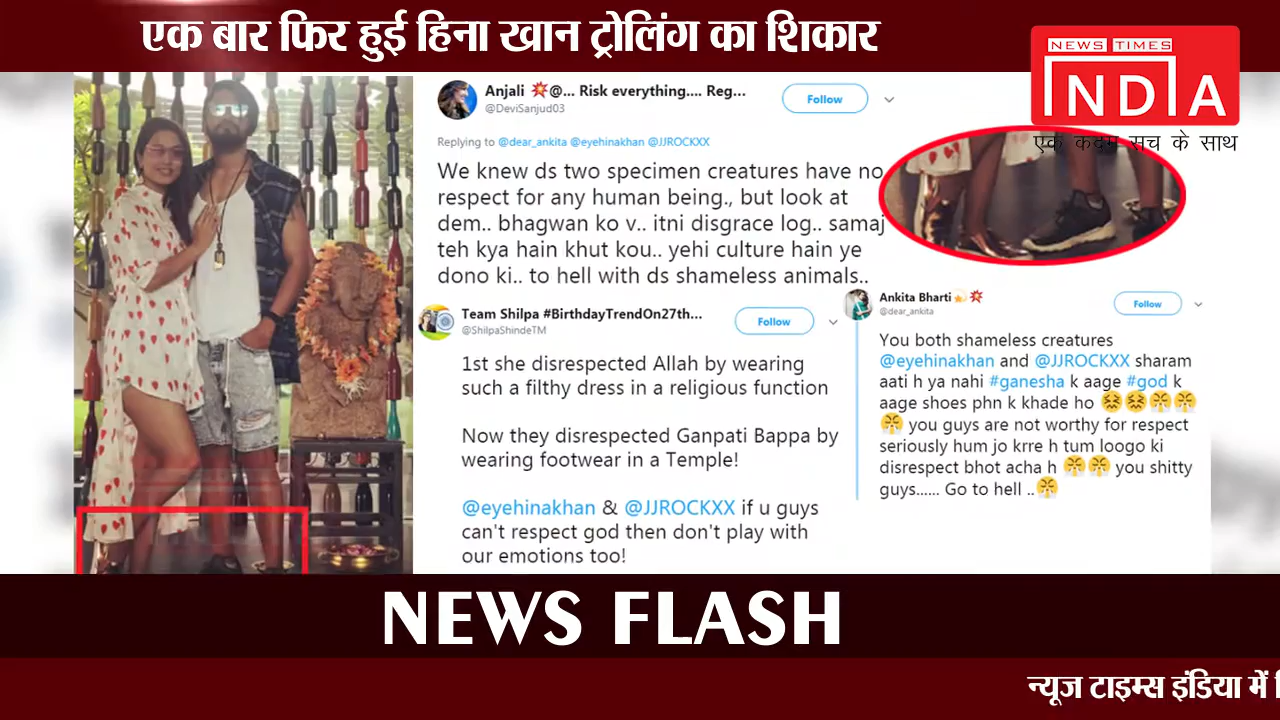 एक बार फिर हुई हिना खान ट्रोलिंग का शिकार
NEWS TIMES
INDIA
एक कदम सच के साथ
Anjali 💥@... Risk everything.... Reg...
@DeviSanjud03
Follow
Replying to @dear_ankita @eyehinakhan @JJROCKXX
We knew ds two specimen creatures have no
respect for any human being., but look at
dem.. bhagwan ko v.. itni disgrace log.. samaj
teh kya hain khut kou.. yehi culture hain ye
dono ki.. to hell with ds shameless animals..
Team Shilpa #BirthdayTrendOn27th...
@ShilpaShindeTM
Follow
1st she disrespected Allah by wearing
such a filthy dress in a religious function
Now they disrespected Ganpati Bappa by
wearing footwear in a Temple!
@eyehinakhan & @JJROCKXX if u guys
can't respect god then don't play with
our emotions too!
Ankita Bharti💫💥
@dear_ankita
Follow
You both shameless creatures
@eyehinakhan and @JJROCKXX sharam
aati h ya nahi #ganesha k aage #god k
aage shoes phn k khade ho 😖😖😤😤
😤 you guys are not worthy for respect
seriously hum jo krre h tum loogo ki
disrespect bhot acha h 😤😤 you shitty
guys...... Go to hell ..😤
NEWS FLASH
न्यूज टाइम्स इंडिया में